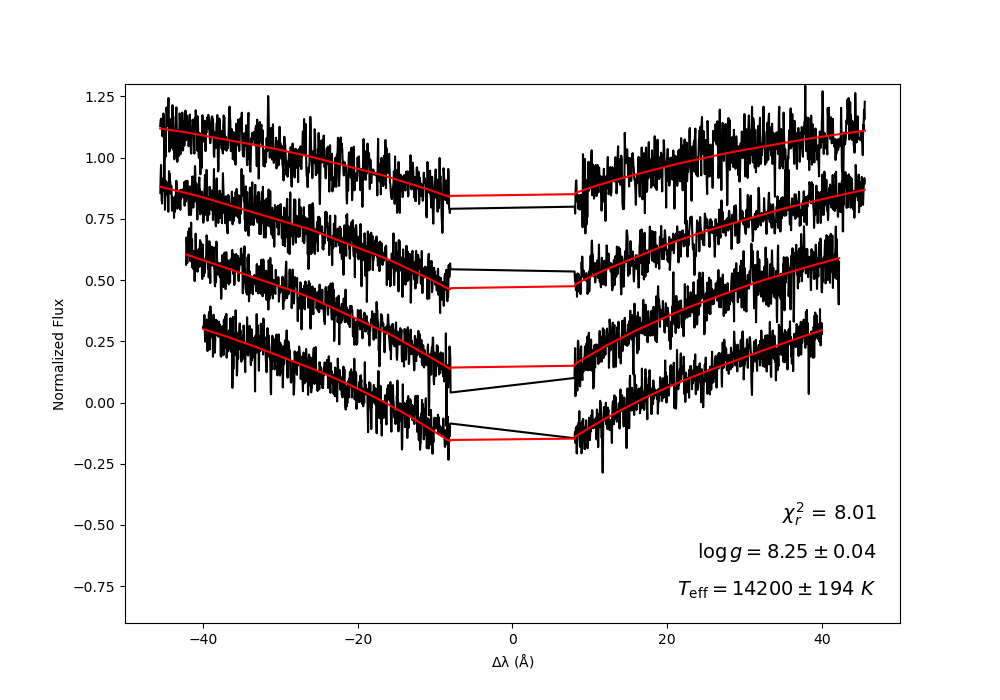 1.25
1.00
0.75
0.50
0.25
0.00
−0.25
−0.50
−0.75
Normalized Flux
χ²ᵣ = 8.01
log g = 8.25 ± 0.04
T_eff = 14200 ± 194 K
−40 −20 0 20 40
Δλ (Å)